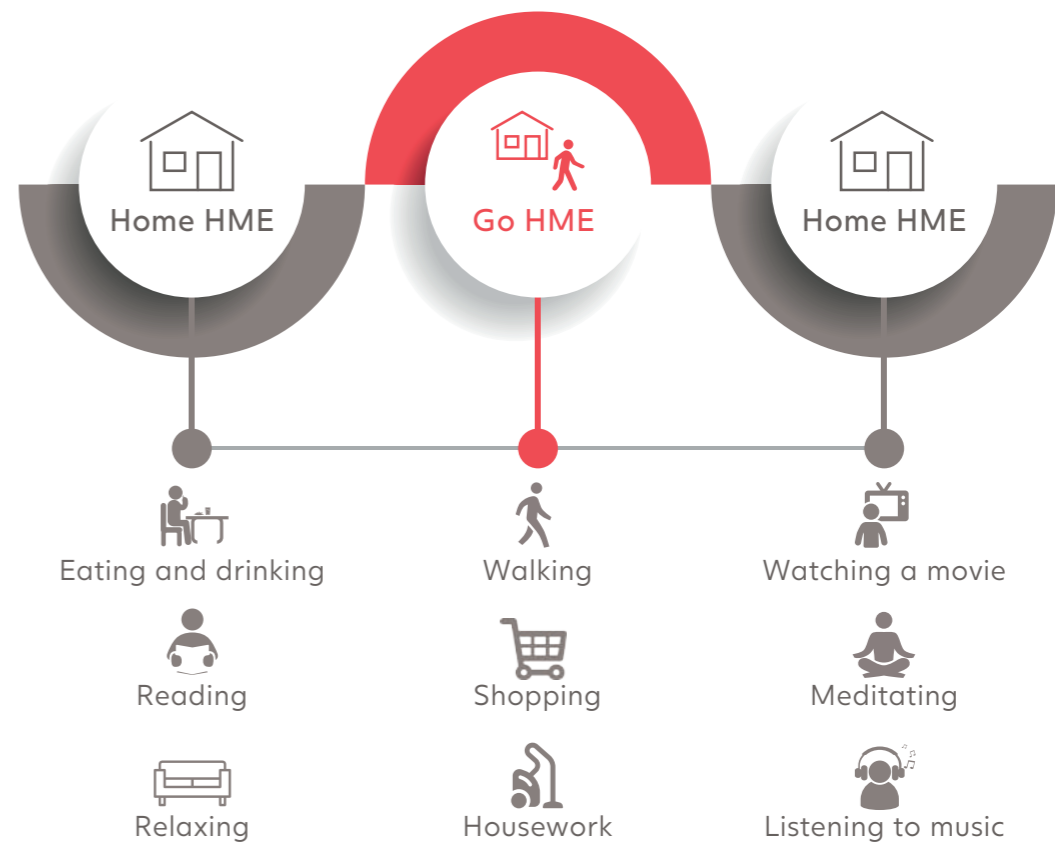 Home HME
Go HME
Home HME
Eating and drinking
Walking
Watching a movie
Reading
Shopping
Meditating
Relaxing
Housework
Listening to music